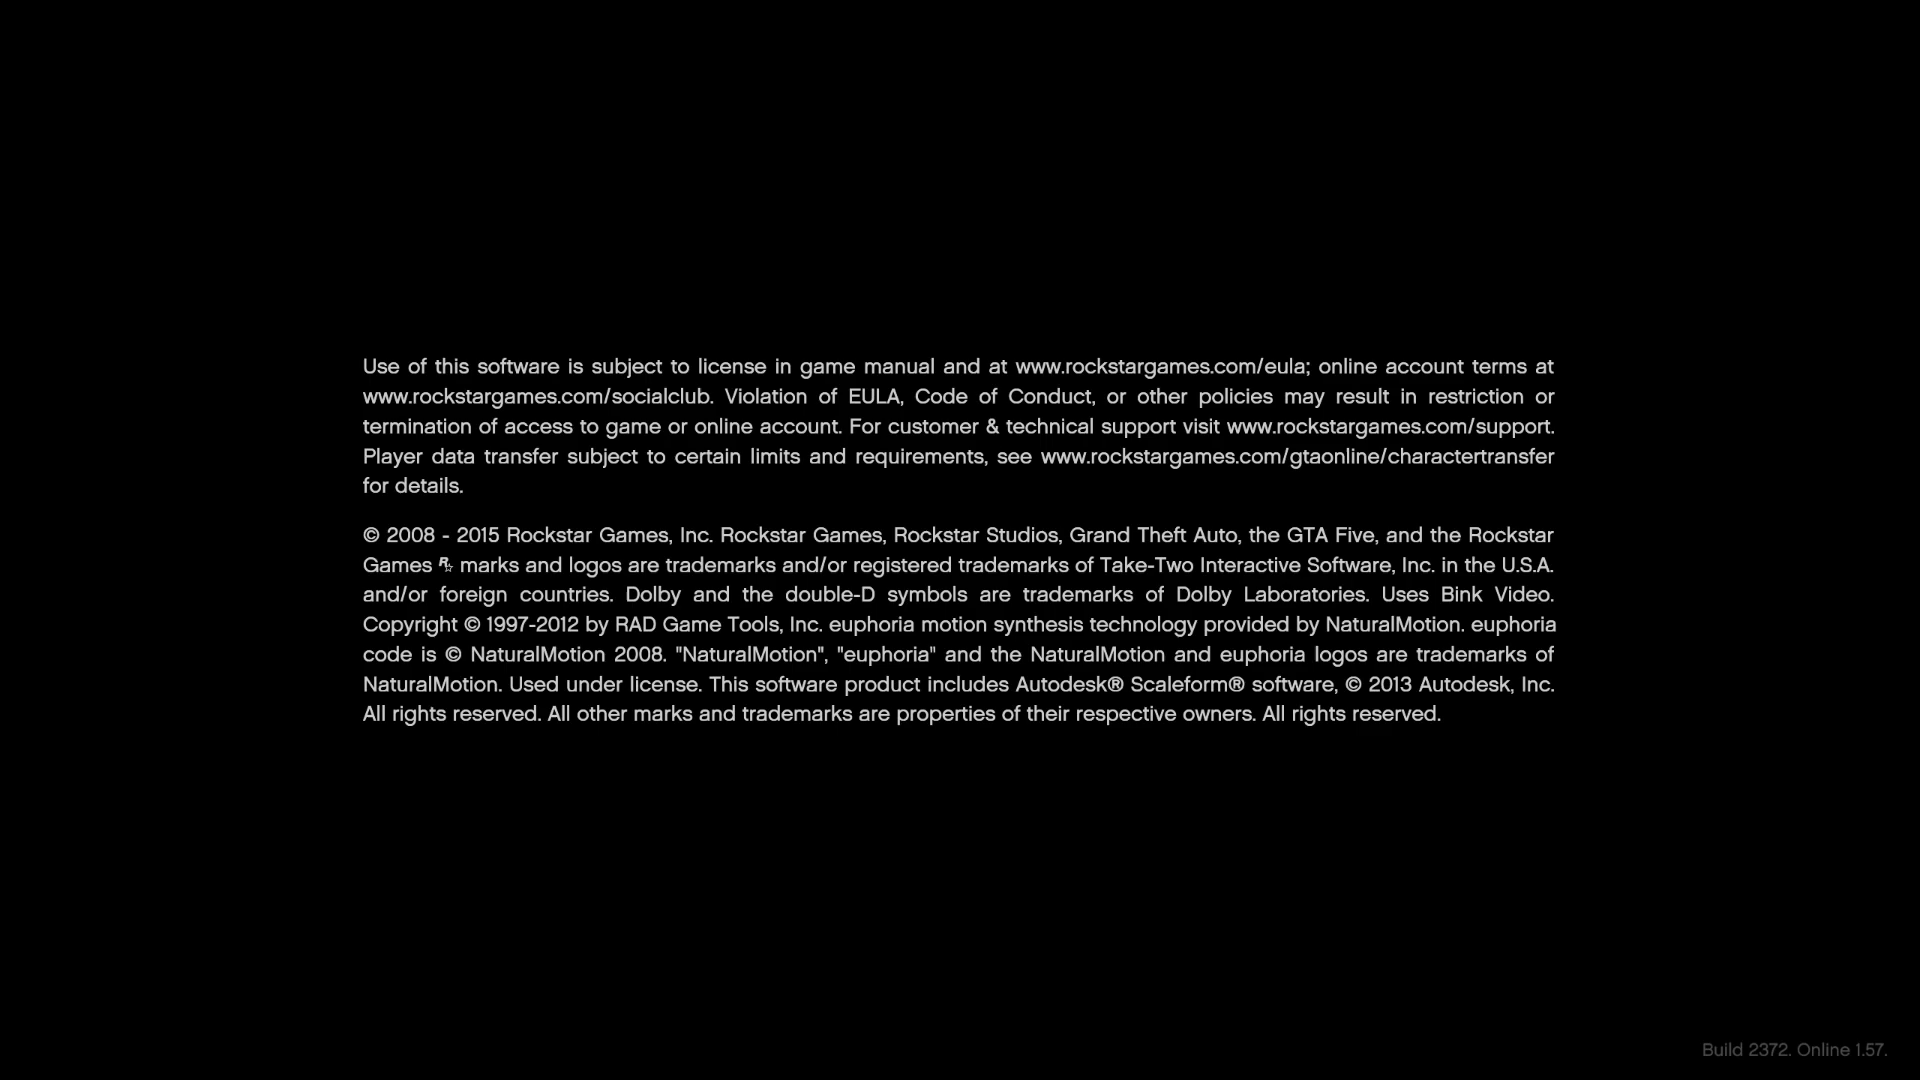 Use of this software is subject to license in game manual and at www.rockstargames.com/eula; online account terms at
www.rockstargames.com/socialclub. Violation of EULA, Code of Conduct, or other policies may result in restriction or
termination of access to game or online account. For customer & technical support visit www.rockstargames.com/support.
Player data transfer subject to certain limits and requirements, see www.rockstargames.com/gtaonline/charactertransfer
for details.
© 2008 - 2015 Rockstar Games, Inc. Rockstar Games, Rockstar Studios, Grand Theft Auto, the GTA Five, and the Rockstar
Games R☆ marks and logos are trademarks and/or registered trademarks of Take-Two Interactive Software, Inc. in the U.S.A.
and/or foreign countries. Dolby and the double-D symbols are trademarks of Dolby Laboratories. Uses Bink Video.
Copyright © 1997-2012 by RAD Game Tools, Inc. euphoria motion synthesis technology provided by NaturalMotion. euphoria
code is © NaturalMotion 2008. "NaturalMotion", "euphoria" and the NaturalMotion and euphoria logos are trademarks of
NaturalMotion. Used under license. This software product includes Autodesk® Scaleform® software, © 2013 Autodesk, Inc.
All rights reserved. All other marks and trademarks are properties of their respective owners. All rights reserved.
Build 2372. Online 1.57.